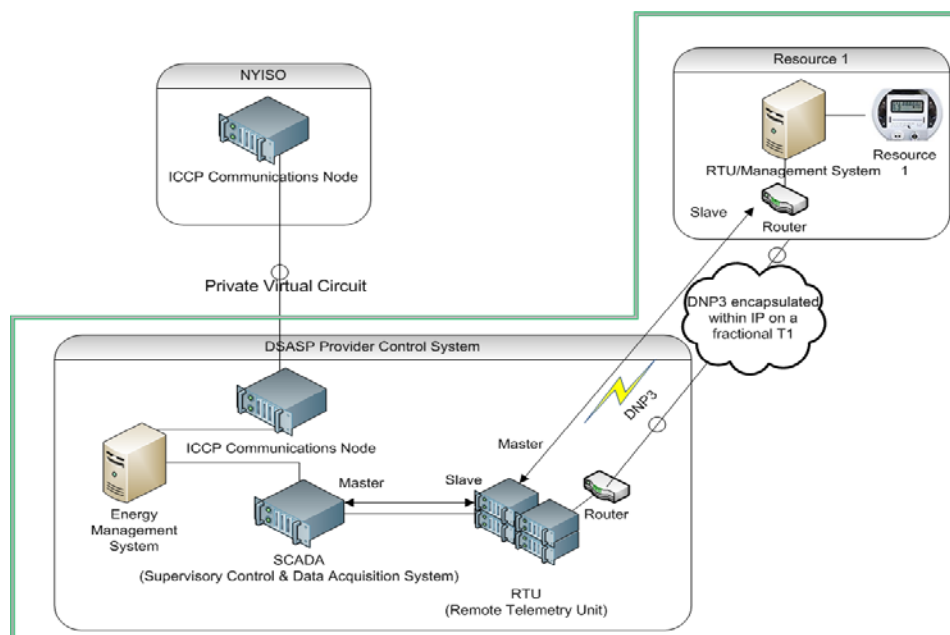 NYISO
ICCP Communications Node
Private Virtual Circuit
Resource 1
RTU/Management System
Resource
1
Slave
Router
DNP3 encapsulated
within IP on a
fractional T1
DNP3
DSASP Provider Control System
ICCP Communications Node
Energy
Management
System
Master
Slave
Master
Router
SCADA
(Supervisory Control & Data Acquisition System)
RTU
(Remote Telemetry Unit)